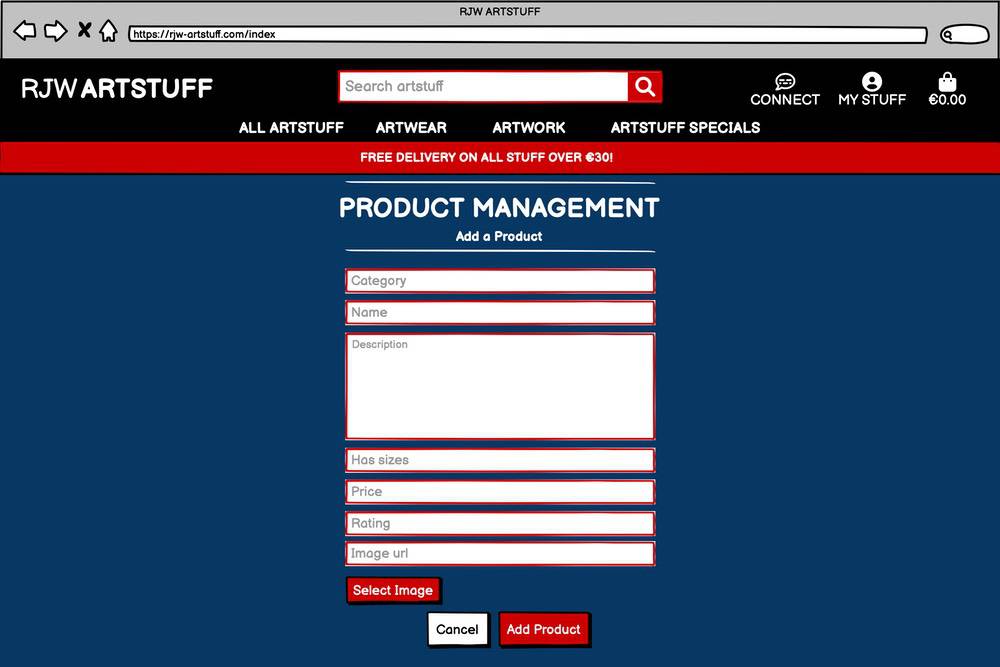 RJW ARTSTUFF
https://rjw-artstuff.com/index
RJW ARTSTUFF
Search artstuff
CONNECT
MY STUFF
€0.00
ALL ARTSTUFF
ARTWEAR
ARTWORK
ARTSTUFF SPECIALS
FREE DELIVERY ON ALL STUFF OVER €30!
PRODUCT MANAGEMENT
Add a Product
Category
Name
Description
Has sizes
Price
Rating
Image url
Select Image
Cancel
Add Product